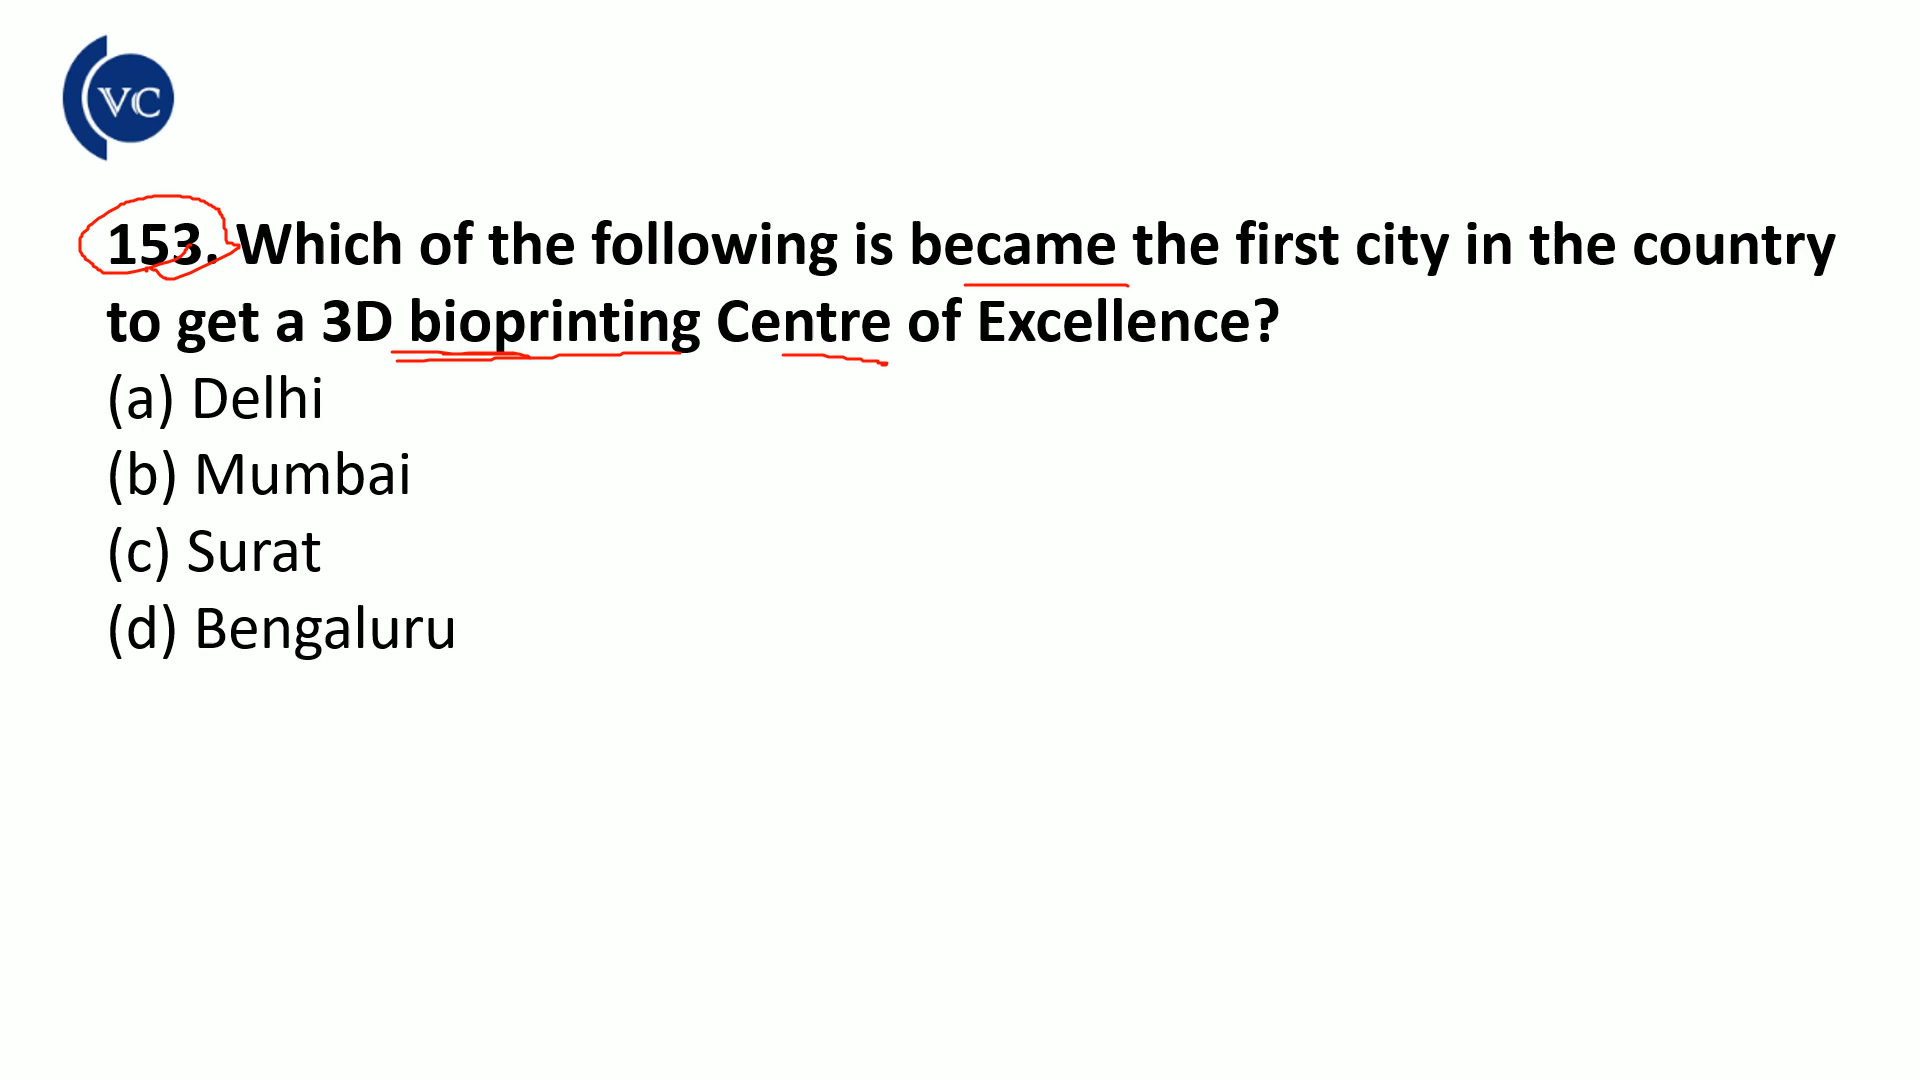 VC
153. Which of the following is became the first city in the country
to get a 3D bioprinting Centre of Excellence?
(a) Delhi
(b) Mumbai
(c) Surat
(d) Bengaluru